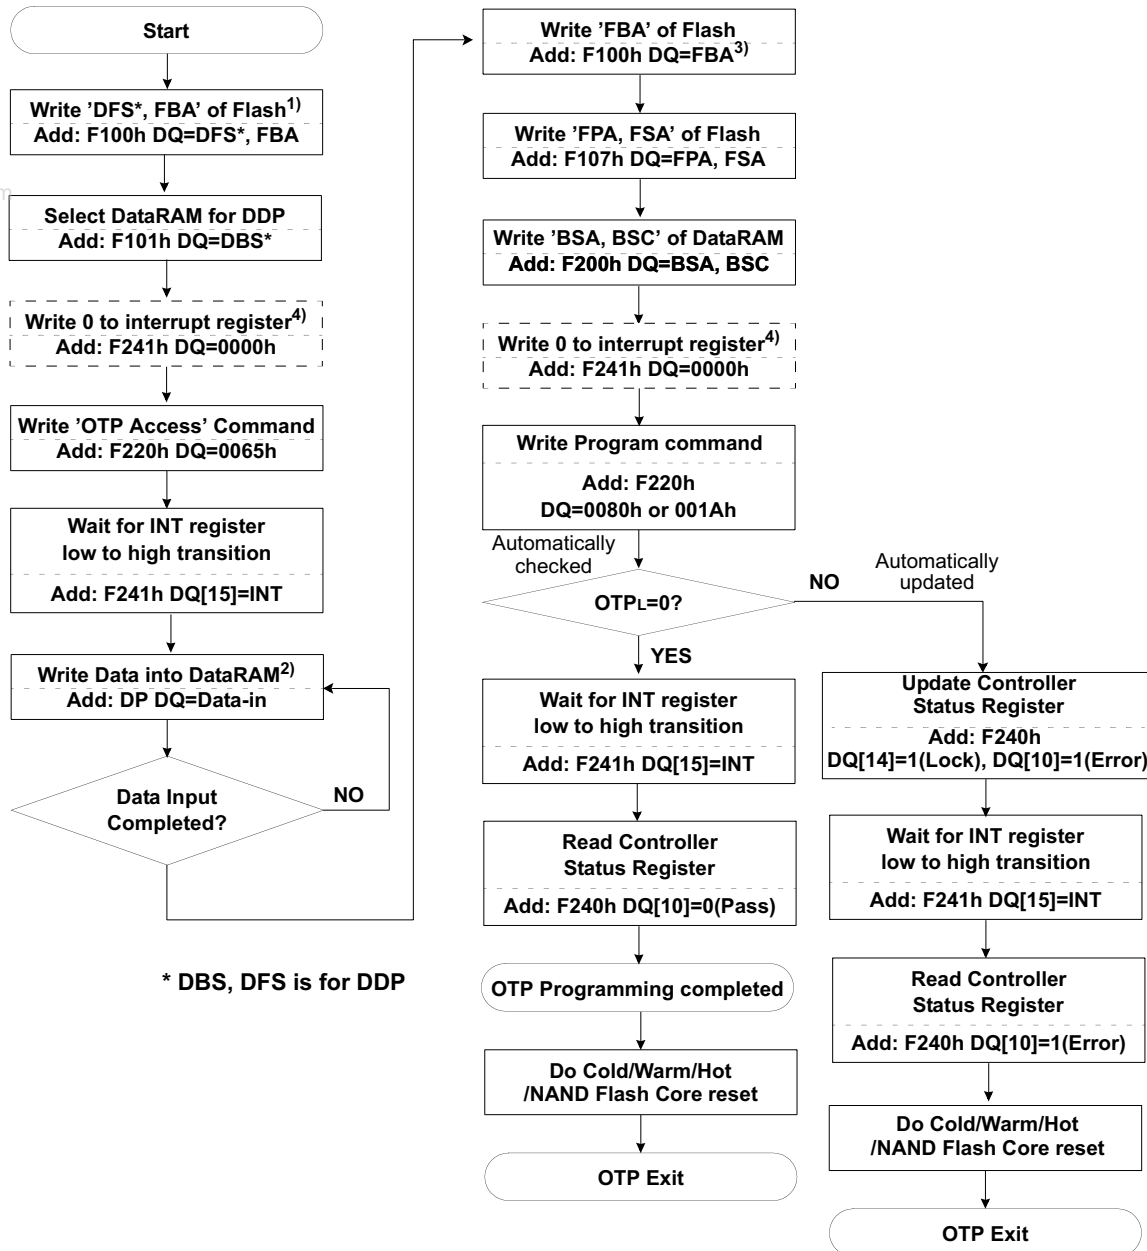 Start
Write ’DFS*, FBA’ of Flash1)
Add: F100h DQ=DFS*, FBA
m
Select DataRAM for DDP
Add: F101h DQ=DBS*
Write 0 to interrupt register4)
Add: F241h DQ=0000h
Write ’OTP Access’ Command
Add: F220h DQ=0065h
Wait for INT register
low to high transition
Add: F241h DQ[15]=INT
Write Data into DataRAM2)
Add: DP DQ=Data-in
Data Input
Completed?
NO
* DBS, DFS is for DDP
Write ’FBA’ of Flash
Add: F100h DQ=FBA3)
Write ’FPA, FSA’ of Flash
Add: F107h DQ=FPA, FSA
Write ’BSA, BSC’ of DataRAM
Add: F200h DQ=BSA, BSC
Write 0 to interrupt register4)
Add: F241h DQ=0000h
Write Program command
Add: F220h
DQ=0080h or 001Ah
Automatically
checked
OTPL=0?
YES
Wait for INT register
low to high transition
Add: F241h DQ[15]=INT
Read Controller
Status Register
Add: F240h DQ[10]=0(Pass)
OTP Programming completed
Do Cold/Warm/Hot
/NAND Flash Core reset
OTP Exit
NO
Automatically
updated
Update Controller
Status Register
Add: F240h
DQ[14]=1(Lock), DQ[10]=1(Error)
Wait for INT register
low to high transition
Add: F241h DQ[15]=INT
Read Controller
Status Register
Add: F240h DQ[10]=1(Error)
Do Cold/Warm/Hot
/NAND Flash Core reset
OTP Exit